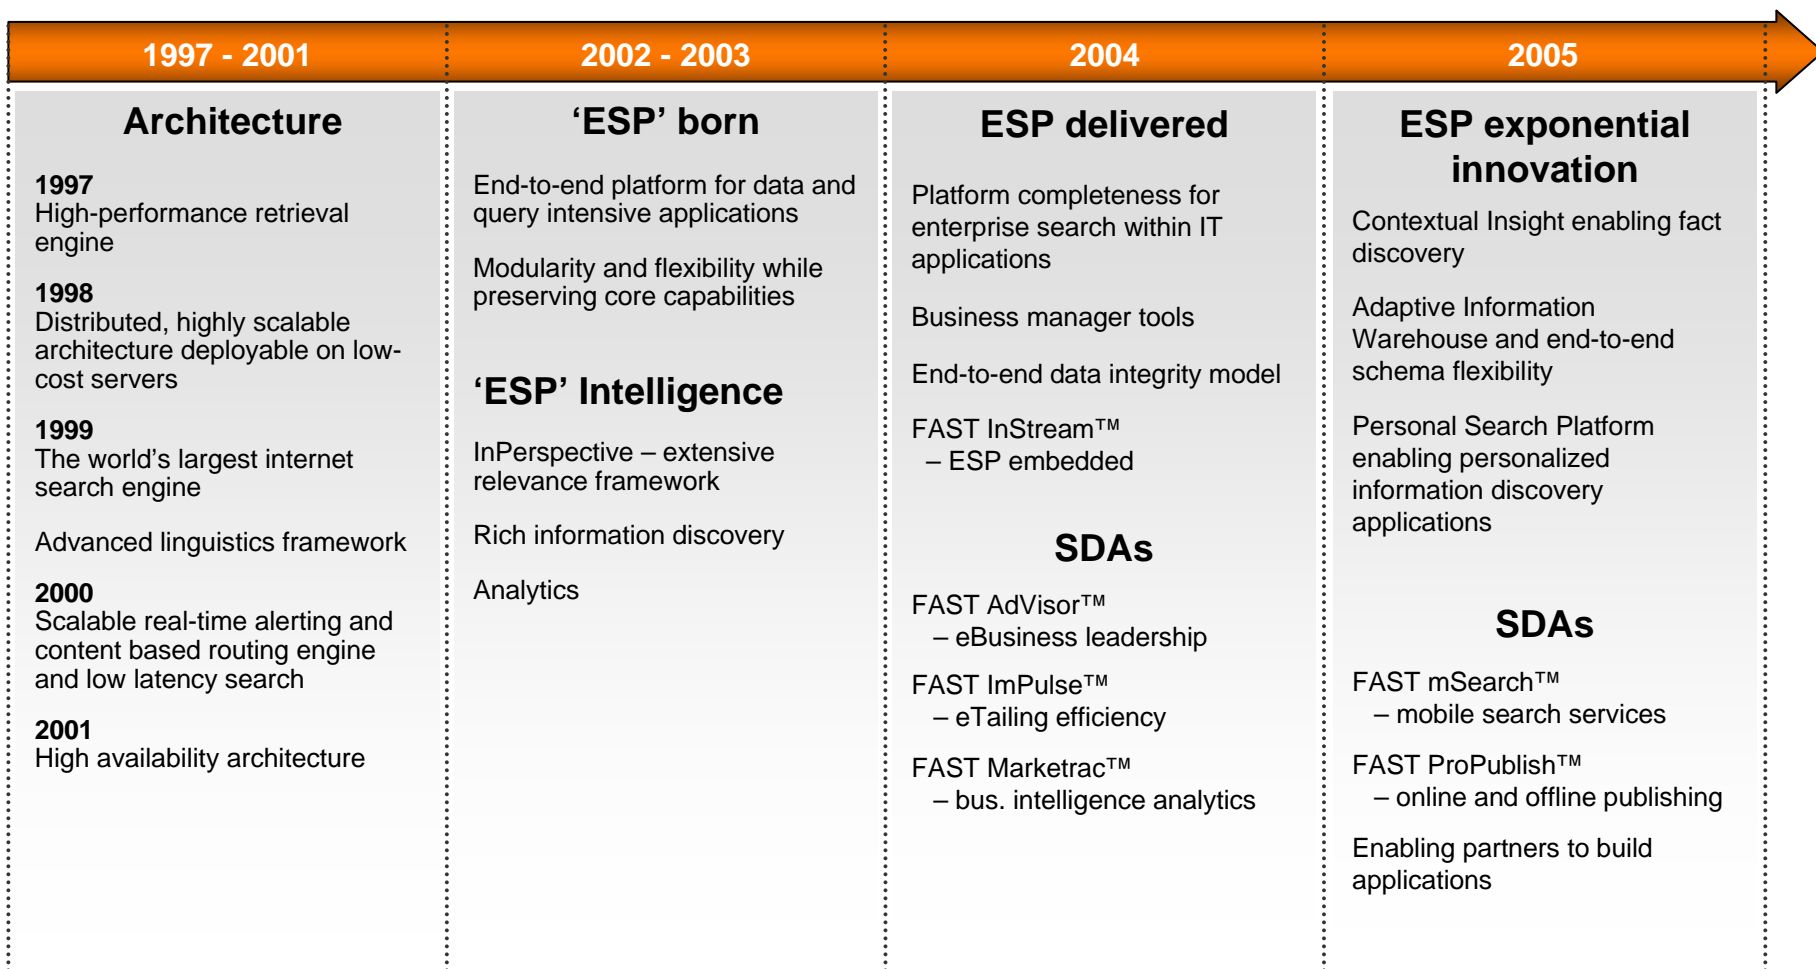 1997 - 2001
2002 - 2003
2004
2005
Architecture
1997
High-performance retrieval
engine
1998
Distributed, highly scalable
architecture deployable on low-
cost servers
1999
The world’s largest internet
search engine
Advanced linguistics framework
2000
Scalable real-time alerting and
content based routing engine
and low latency search
2001
High availability architecture
‘ESP’ born
End-to-end platform for data and
query intensive applications
Modularity and flexibility while
preserving core capabilities
‘ESP’ Intelligence
InPerspective – extensive
relevance framework
Rich information discovery
Analytics
ESP delivered
Platform completeness for
enterprise search within IT
applications
Business manager tools
End-to-end data integrity model
FAST InStream™
– ESP embedded
SDAs
FAST AdVisor™
– eBusiness leadership
FAST ImPulse™
– eTailing efficiency
FAST Marketrac™
– bus. intelligence analytics
ESP exponential
innovation
Contextual Insight enabling fact
discovery
Adaptive Information
Warehouse and end-to-end
schema flexibility
Personal Search Platform
enabling personalized
information discovery
applications
SDAs
FAST mSearch™
– mobile search services
FAST ProPublish™
– online and offline publishing
Enabling partners to build
applications